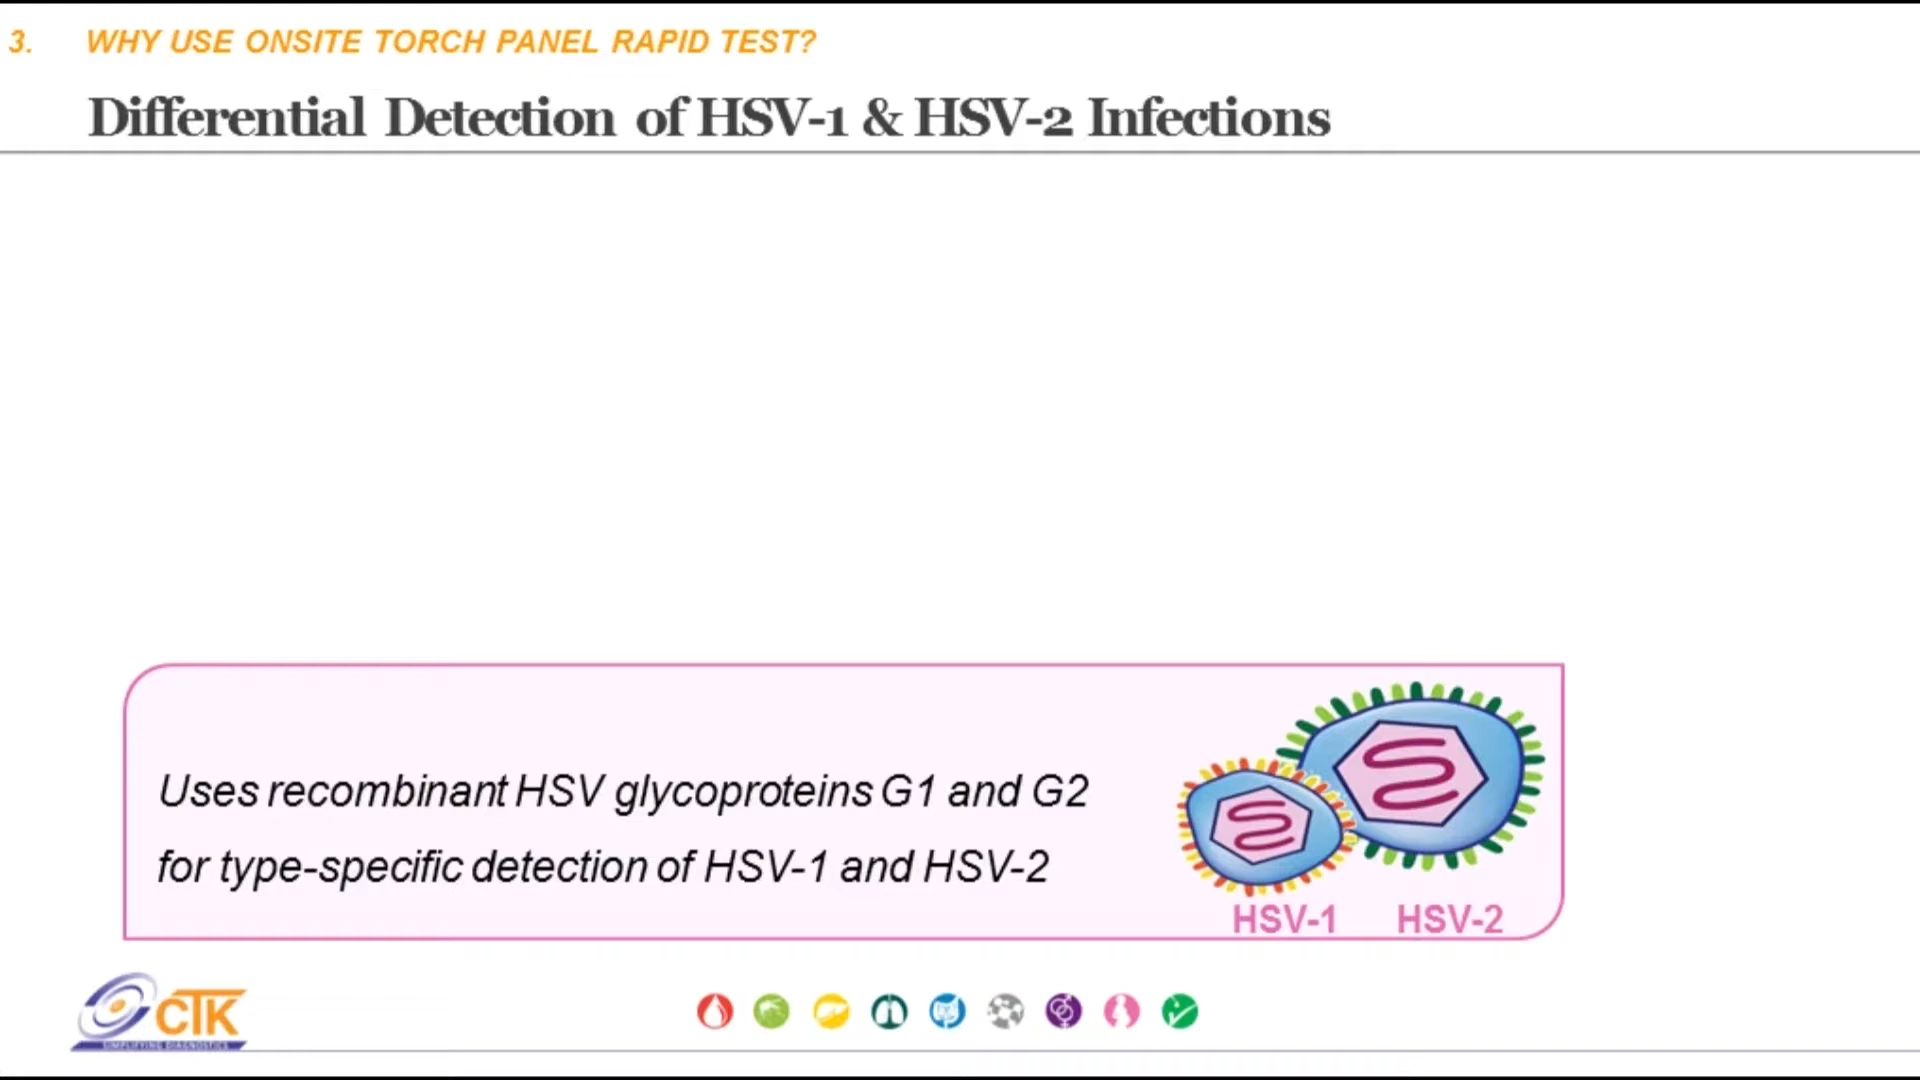 3. WHY USE ONSITE TORCH PANEL RAPID TEST?
Differential Detection of HSV-1 & HSV-2 Infections
Uses recombinant HSV glycoproteins G1 and G2
for type-specific detection of HSV-1 and HSV-2
HSV-1 HSV-2
CTK
SIMPLIFYING DIAGNOSTICS